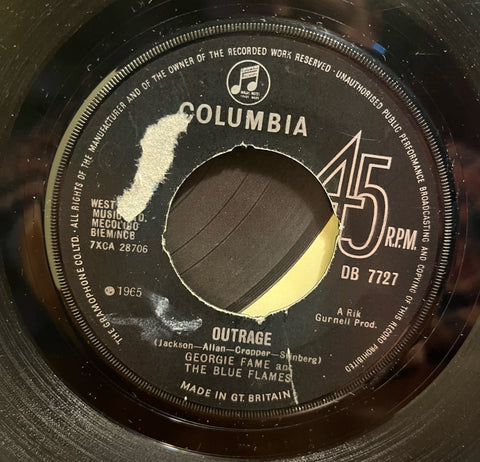 THE GRAMOPHONE CO. LTD. · ALL RIGHTS OF THE MANUFACTURER AND OF THE OWNER OF THE RECORDED WORK RESERVED · UNAUTHORISED PUBLIC PERFORMANCE BROADCASTING AND COPYING OF THIS RECORD PROHIBITED
COLUMBIA
45
R.P.M.
DB 7727
WEST
MUSIC LTD.
MECOLICO
BIEM/NCB
7XCA 28706
℗ 1965
A Rik
Gurnell Prod.
OUTRAGE
(Jackson—Allan—Cropper—Steinberg)
GEORGIE FAME and
THE BLUE FLAMES
MADE IN GT. BRITAIN